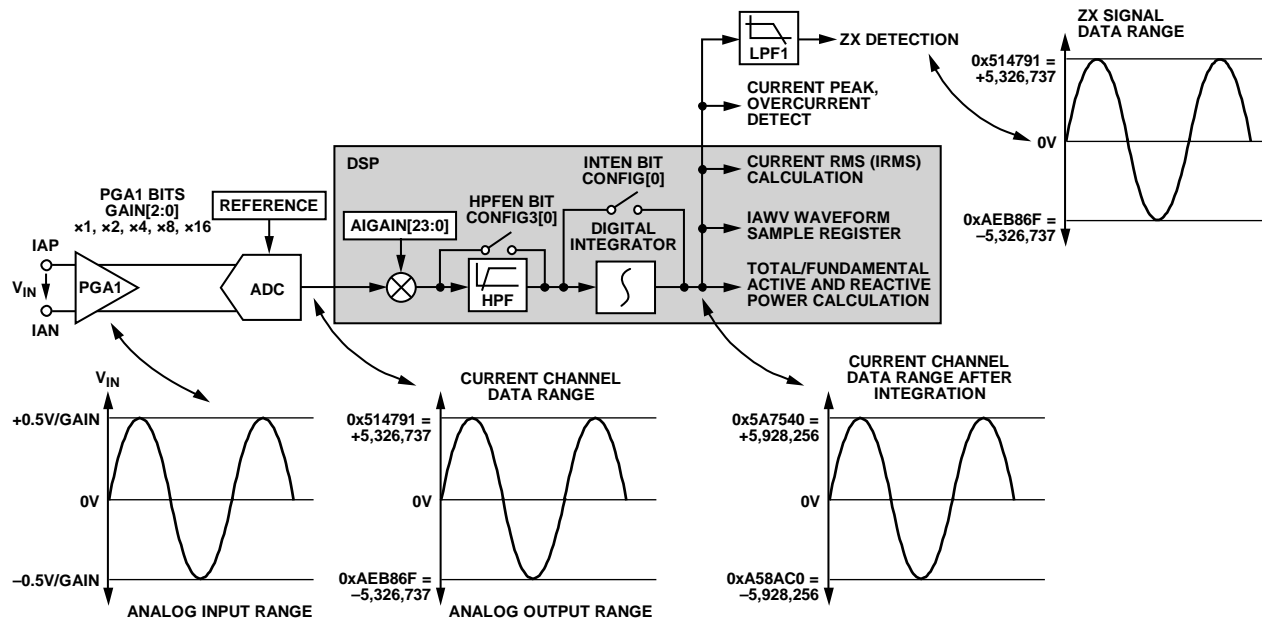 ZX SIGNAL
DATA RANGE
0x514791 =
+5,326,737
0V
0xAEB86F =
–5,326,737
LPF1
ZX DETECTION
CURRENT PEAK,
OVERCURRENT
DETECT
DSP
PGA1 BITS
GAIN[2:0]
×1, ×2, ×4, ×8, ×16
REFERENCE
IAP
VIN
IAN
PGA1
ADC
AIGAIN[23:0]
HPFEN BIT
CONFIG3[0]
HPF
INTEN BIT
CONFIG[0]
DIGITAL
INTEGRATOR
CURRENT RMS (IRMS)
CALCULATION
IAWV WAVEFORM
SAMPLE REGISTER
TOTAL/FUNDAMENTAL
ACTIVE AND REACTIVE
POWER CALCULATION
VIN
+0.5V/GAIN
0V
–0.5V/GAIN
ANALOG INPUT RANGE
CURRENT CHANNEL
DATA RANGE
0x514791 =
+5,326,737
0V
0xAEB86F =
–5,326,737
ANALOG OUTPUT RANGE
CURRENT CHANNEL
DATA RANGE AFTER
INTEGRATION
0x5A7540 =
+5,928,256
0V
0xA58AC0 =
–5,928,256